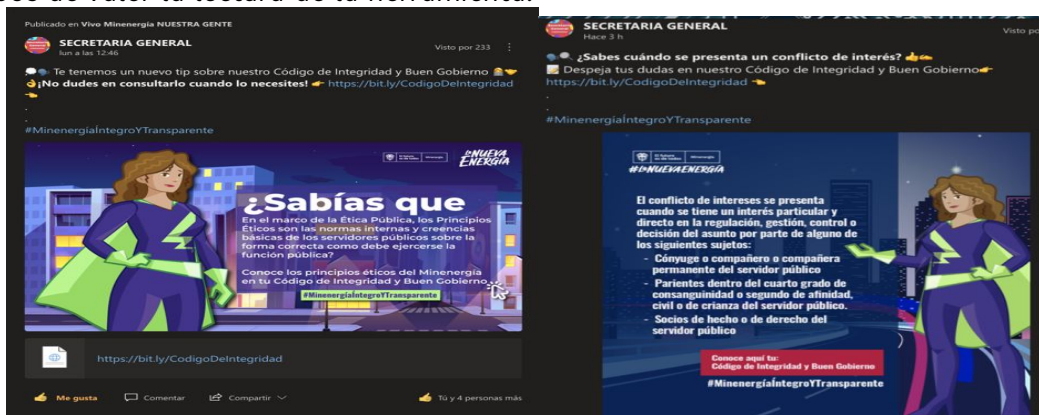 Publicado en Vivo Minenergía NUESTRA GENTE
SECRETARIA GENERAL
lun a las 12:46
Visto por 233
Te tenemos un nuevo tip sobre nuestro Código de Integridad y Buen Gobierno
¡No dudes en consultarlo cuando lo necesites! https://bit.ly/CodigoDeIntegridad
.
.
#MinenergíaÍntegroYTransparente
Minenergía
#LaNUEVA
ENERGÍA
¿Sabías que
En el marco de la Ética Pública, los Principios
Éticos son las normas internas y creencias
básicas de los servidores públicos sobre la
forma correcta como debe ejercerse la
función pública?
Conoce los principios éticos del Minenergía
en tu Código de Integridad y Buen Gobierno
#MinenergíaÍntegroYTransparente
https://bit.ly/CodigoDeIntegridad
Me gusta
Comentar
Compartir
Tú y 4 personas más
SECRETARIA GENERAL
Hace 3 h
Visto po
¿Sabes cuándo se presenta un conflicto de interés?
Despeja tus dudas en nuestro Código de Integridad y Buen Gobierno
https://bit.ly/CodigoDeIntegridad
.
.
#MinenergíaÍntegroYTransparente
Minenergía
#LaNUEVAENERGÍA
El conflicto de intereses se presenta
cuando se tiene un interés particular y
directo en la regulación, gestión, control o
decisión del asunto por parte de alguno de
los siguientes sujetos:
- Cónyuge o compañero o compañera
permanente del servidor público
- Parientes dentro del cuarto grado de
consanguinidad o segundo de afinidad,
civil o de crianza del servidor público.
- Socios de hecho o de derecho del
servidor público
Conoce aquí tu:
Código de Integridad y Buen Gobierno
#MinenergíaÍntegroYTransparente